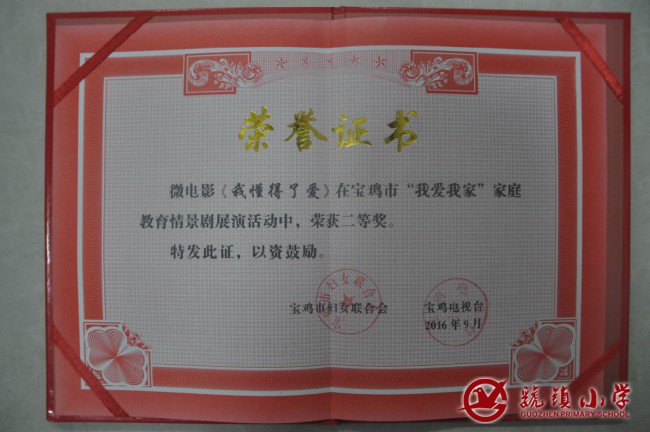 荣誉证书
微电影《我懂得了爱》在宝鸡市“我爱我家”家庭
教育情景剧展演活动中，荣获二等奖。
特发此证，以资鼓励。
宝鸡市妇女联合会 宝鸡电视台
2016年9月
虢镇小学
GUOZHEN PRIMARY SCHOOL